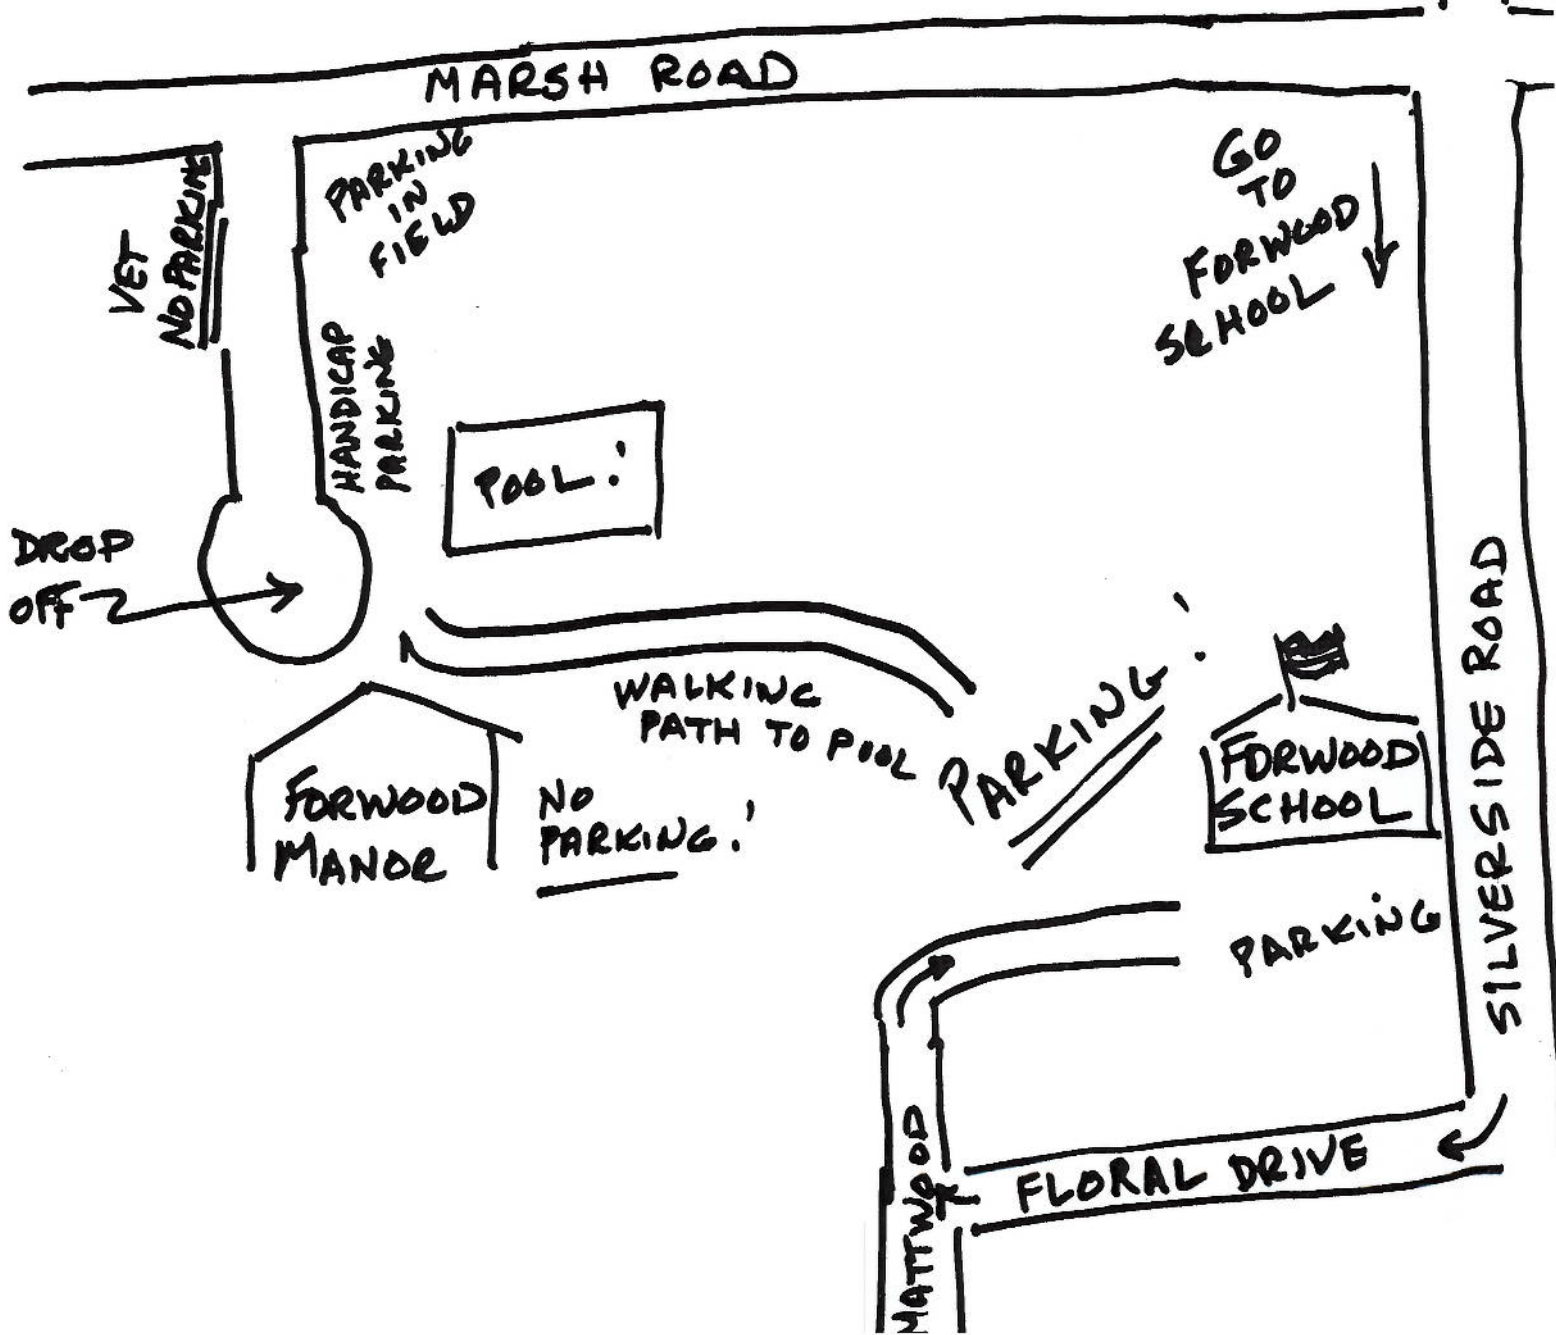 MARSH ROAD
PARKING
IN
FIELD
GO
TO
FORWOOD
SCHOOL
VET
NO PARKING
HANDICAP
PARKING
POOL!
DROP
OFF
WALKING
PATH TO POOL
PARKING!
FORWOOD
SCHOOL
SILVERSIDE ROAD
FORWOOD
MANOR
NO
PARKING!
PARKING
MATTWOOD
FLORAL DRIVE